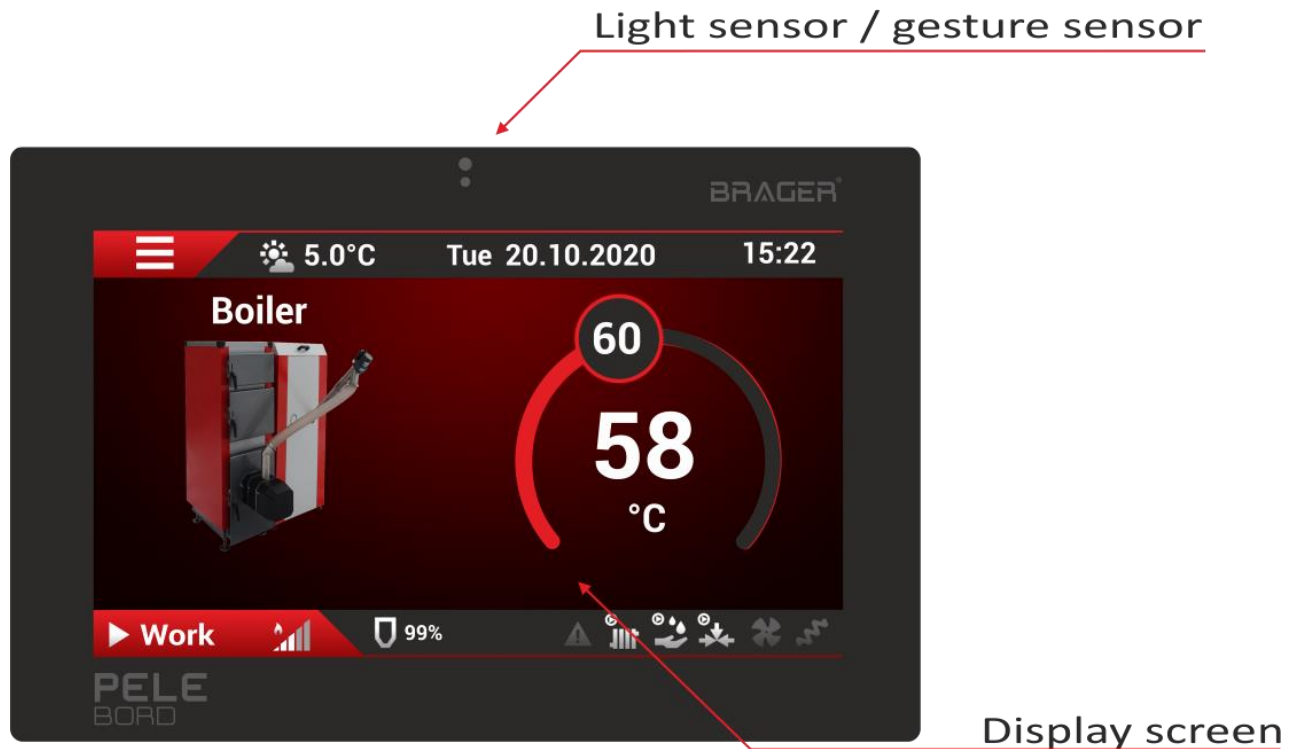 Light sensor / gesture sensor
BRAGER®
5.0°C Tue 20.10.2020 15:22
Boiler
60
58
°C
Work 99%
PELE
BORD
Display screen